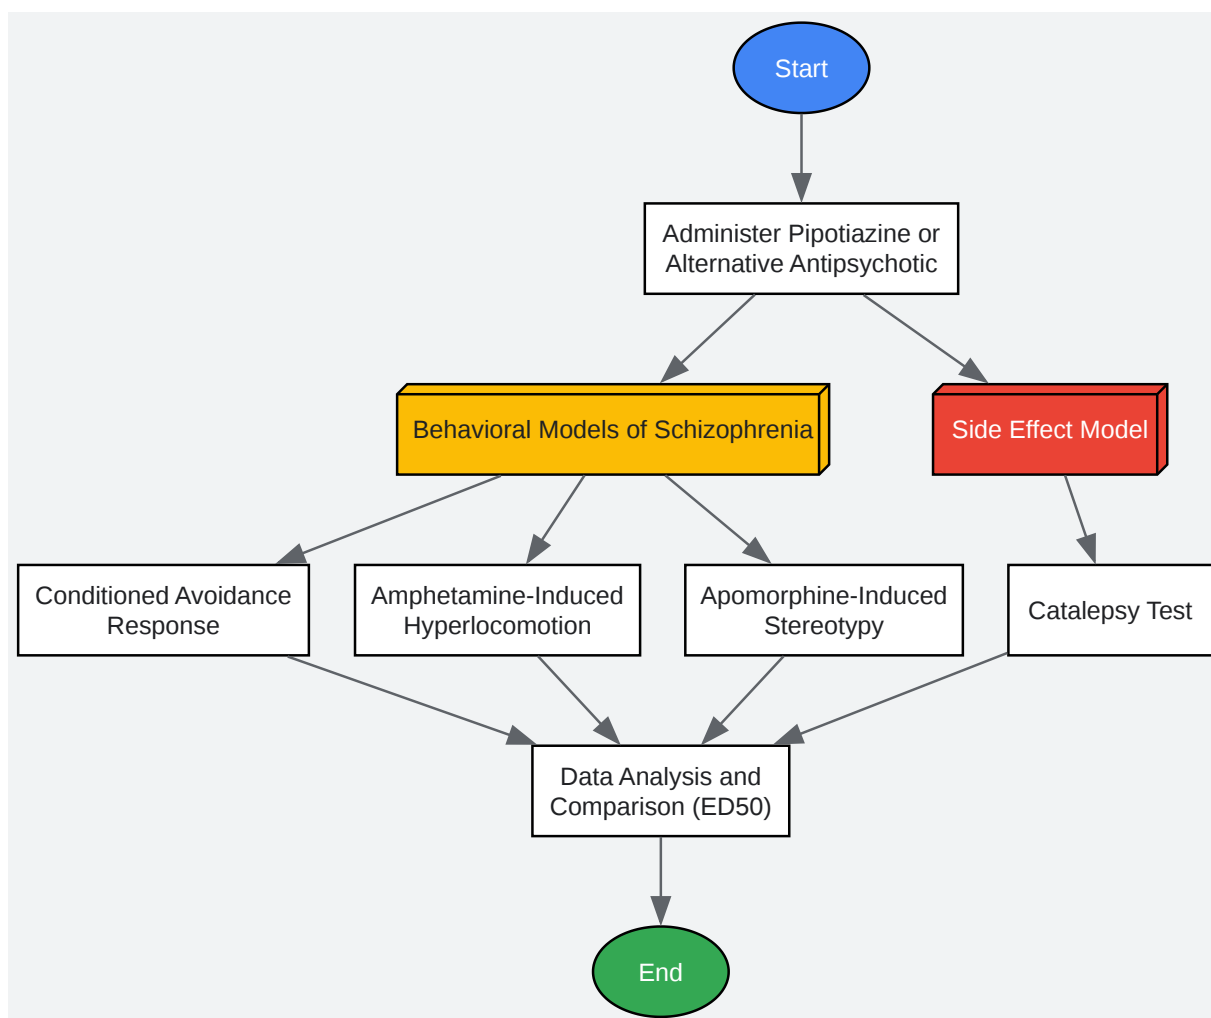 Start
Administer Pipotiazine or
Alternative Antipsychotic
Behavioral Models of Schizophrenia
Side Effect Model
Conditioned Avoidance
Response
Amphetamine-Induced
Hyperlocomotion
Apomorphine-Induced
Stereotypy
Catalepsy Test
Data Analysis and
Comparison (ED50)
End